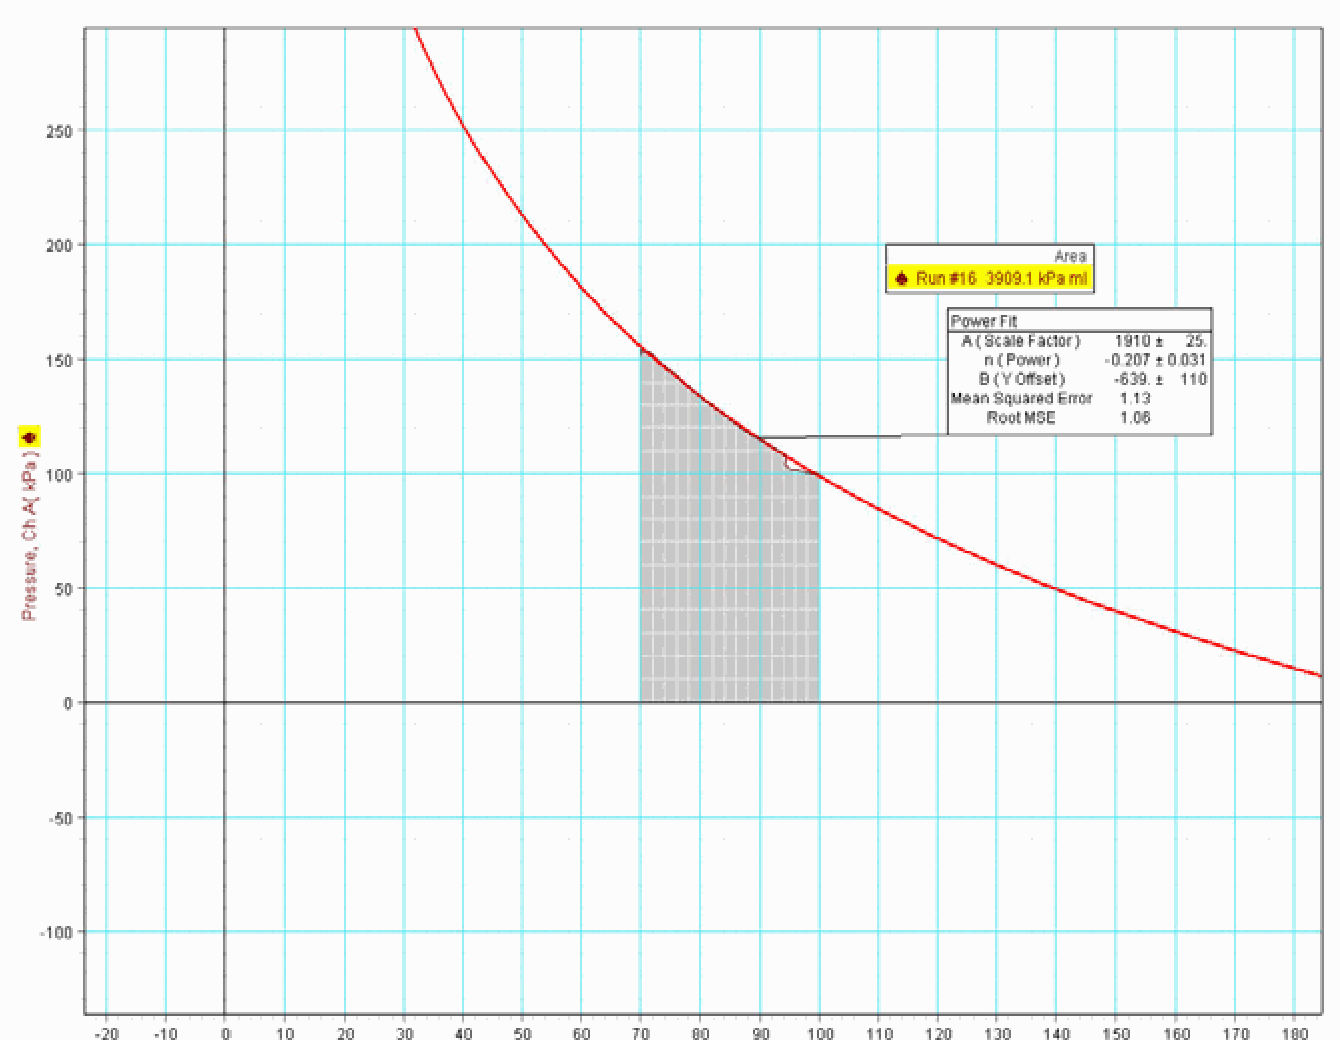 250
200
150
100
50
0
-50
-100
Pressure, Ch A( kPa )
Area
Run #16 3909.1 kPa ml
Power Fit
A ( Scale Factor ) 1910 ± 25.
n ( Power ) -0.207 ± 0.031
B ( Y Offset ) -639. ± 110
Mean Squared Error 1.13
Root MSE 1.06
-20 -10 0 10 20 30 40 50 60 70 80 90 100 110 120 130 140 150 160 170 180